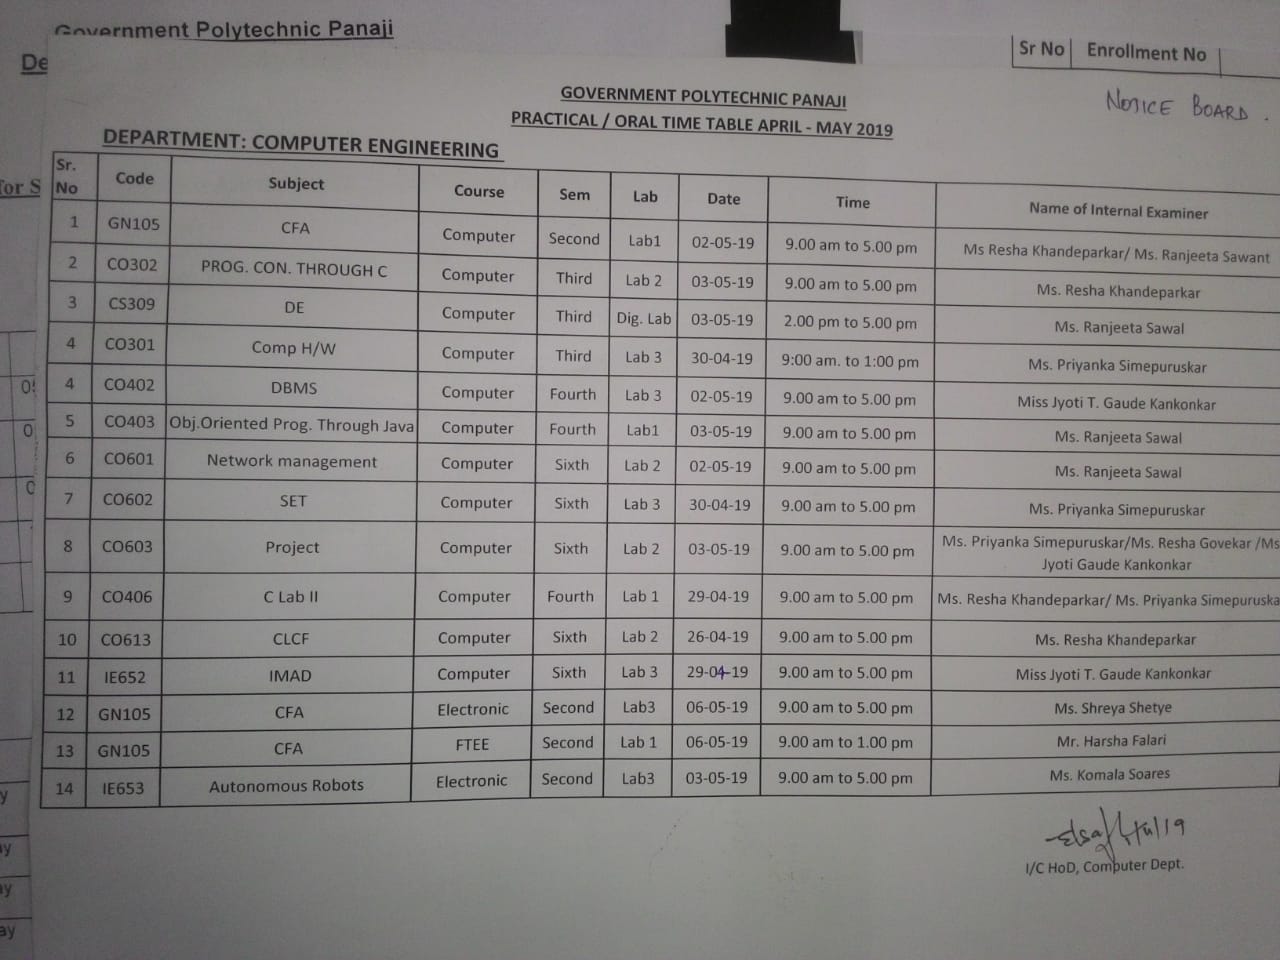 Government Polytechnic Panaji
De
Sr No Enrollment No
NOTICE BOARD.
GOVERNMENT POLYTECHNIC PANAJI
PRACTICAL / ORAL TIME TABLE APRIL - MAY 2019
DEPARTMENT: COMPUTER ENGINEERING
for S
Sr. No Code Subject Course Sem Lab Date Time Name of Internal Examiner
1 GN105 CFA Computer Second Lab1 02-05-19 9.00 am to 5.00 pm Ms Resha Khandeparkar/ Ms. Ranjeeta Sawant
2 CO302 PROG. CON. THROUGH C Computer Third Lab 2 03-05-19 9.00 am to 5.00 pm Ms. Resha Khandeparkar
3 CS309 DE Computer Third Dig. Lab 03-05-19 2.00 pm to 5.00 pm Ms. Ranjeeta Sawal
4 CO301 Comp H/W Computer Third Lab 3 30-04-19 9:00 am. to 1:00 pm Ms. Priyanka Simepuruskar
4 CO402 DBMS Computer Fourth Lab 3 02-05-19 9.00 am to 5.00 pm Miss Jyoti T. Gaude Kankonkar
5 CO403 Obj.Oriented Prog. Through Java Computer Fourth Lab1 03-05-19 9.00 am to 5.00 pm Ms. Ranjeeta Sawal
6 CO601 Network management Computer Sixth Lab 2 02-05-19 9.00 am to 5.00 pm Ms. Ranjeeta Sawal
7 CO602 SET Computer Sixth Lab 3 30-04-19 9.00 am to 5.00 pm Ms. Priyanka Simepuruskar
8 CO603 Project Computer Sixth Lab 2 03-05-19 9.00 am to 5.00 pm Ms. Priyanka Simepuruskar/Ms. Resha Govekar /Ms
Jyoti Gaude Kankonkar
9 CO406 C Lab II Computer Fourth Lab 1 29-04-19 9.00 am to 5.00 pm Ms. Resha Khandeparkar/ Ms. Priyanka Simepuruska
10 CO613 CLCF Computer Sixth Lab 2 26-04-19 9.00 am to 5.00 pm Ms. Resha Khandeparkar
11 IE652 IMAD Computer Sixth Lab 3 29-04-19 9.00 am to 5.00 pm Miss Jyoti T. Gaude Kankonkar
12 GN105 CFA Electronic Second Lab3 06-05-19 9.00 am to 5.00 pm Ms. Shreya Shetye
13 GN105 CFA FTEE Second Lab 1 06-05-19 9.00 am to 1.00 pm Mr. Harsha Falari
14 IE653 Autonomous Robots Electronic Second Lab3 03-05-19 9.00 am to 5.00 pm Ms. Komala Soares
I/C HoD, Computer Dept.